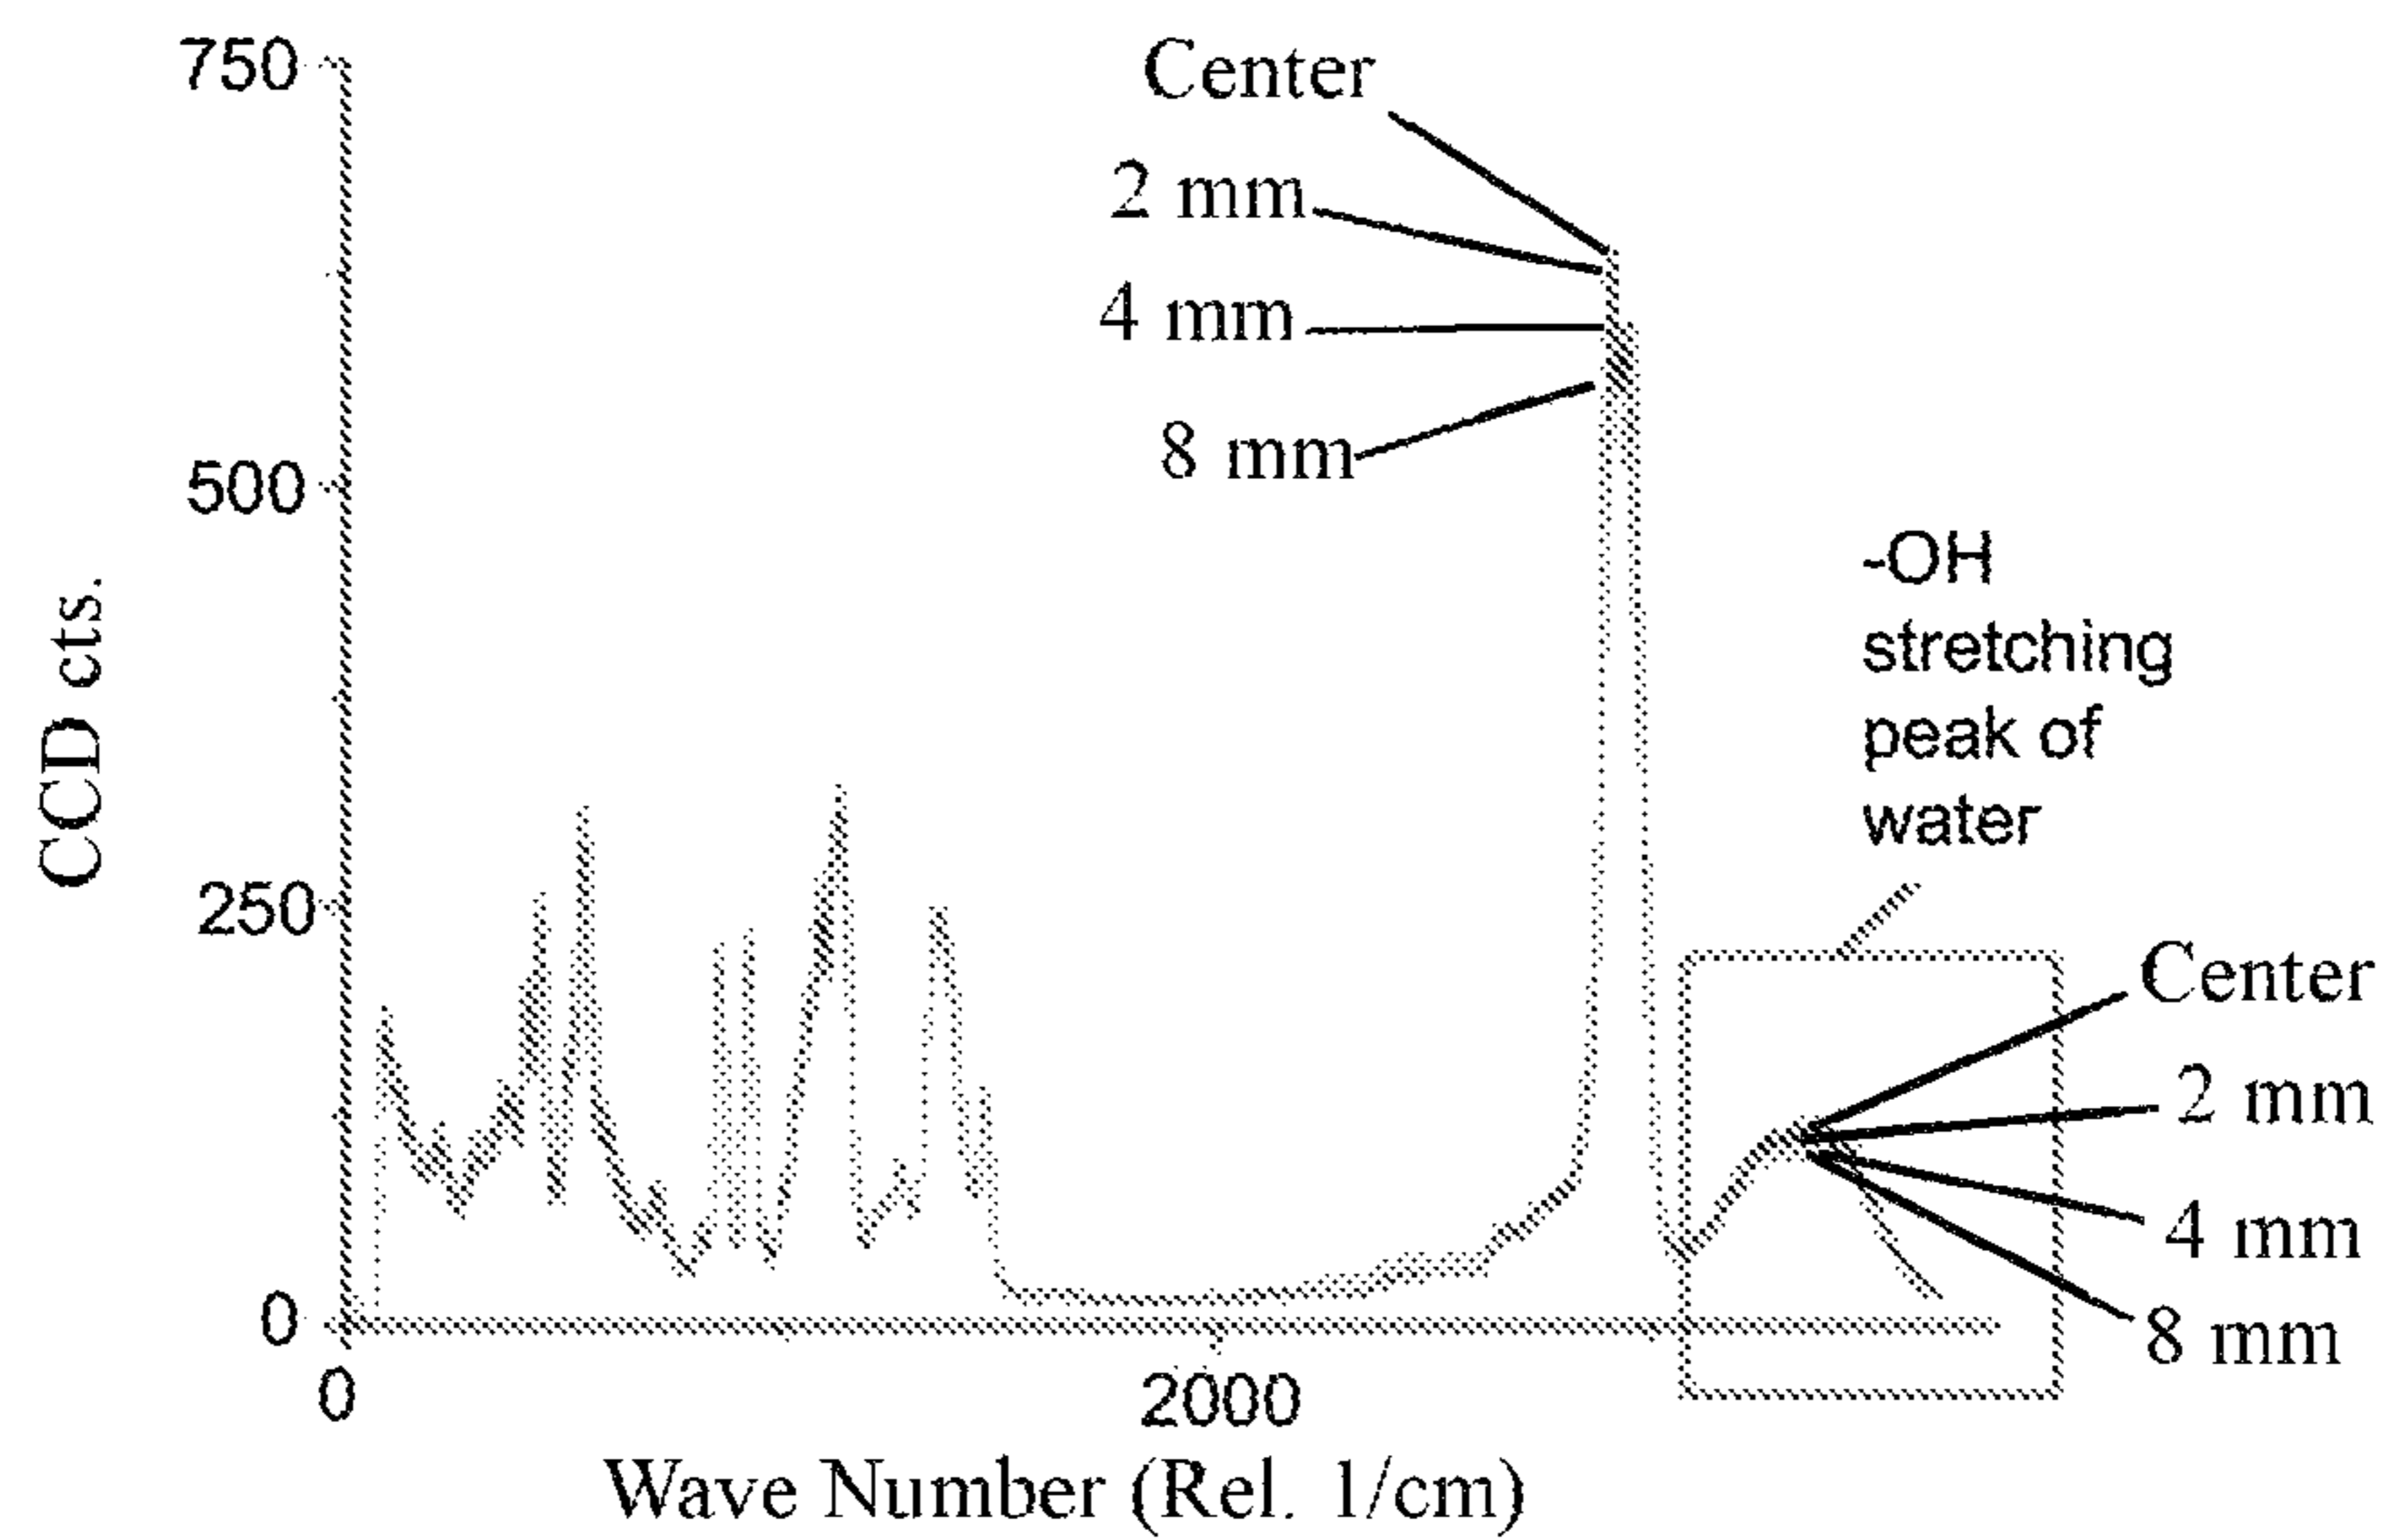 750
500
250
0
CCD cts.
0
2000
Wave Number (Rel. 1/cm)
Center
2 mm
4 mm
8 mm
-OH
stretching
peak of
water
Center
2 mm
4 mm
8 mm